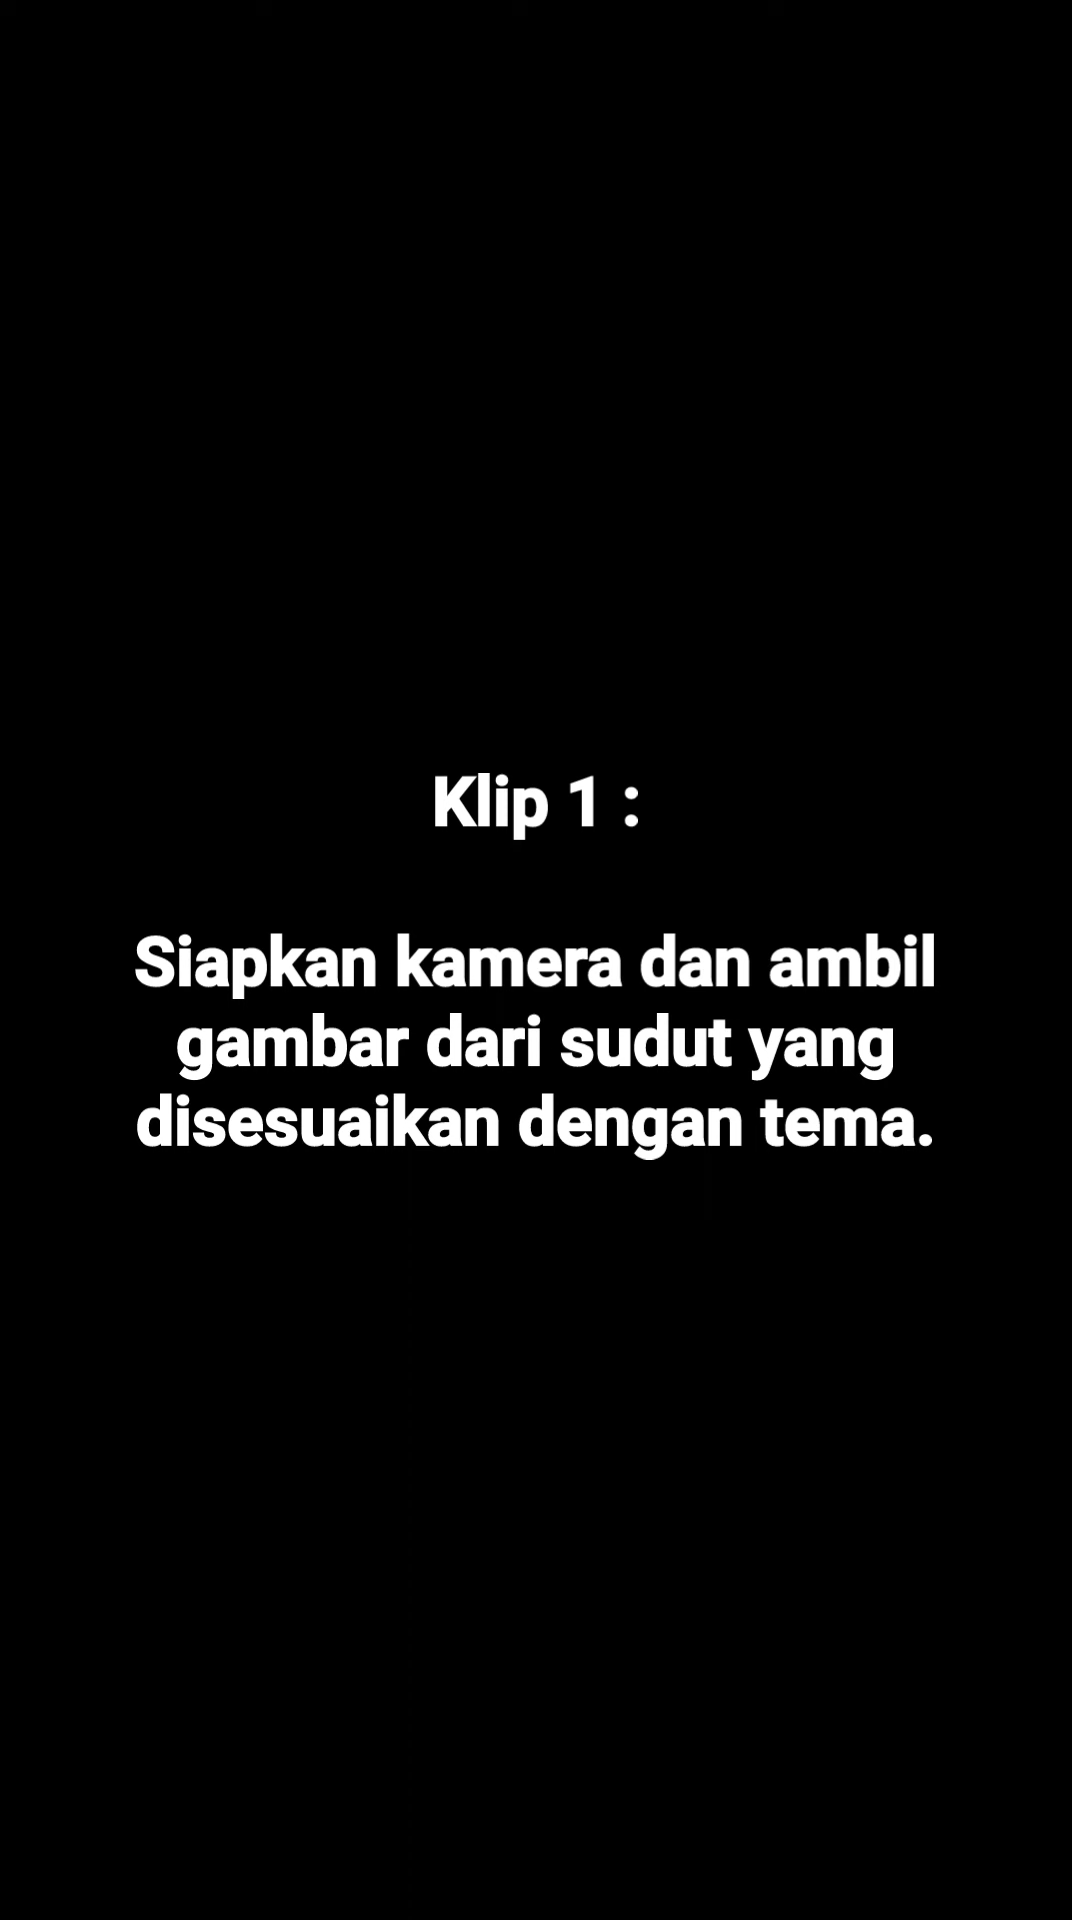 Klip 1 :
Siapkan kamera dan ambil
gambar dari sudut yang
disesuaikan dengan tema.